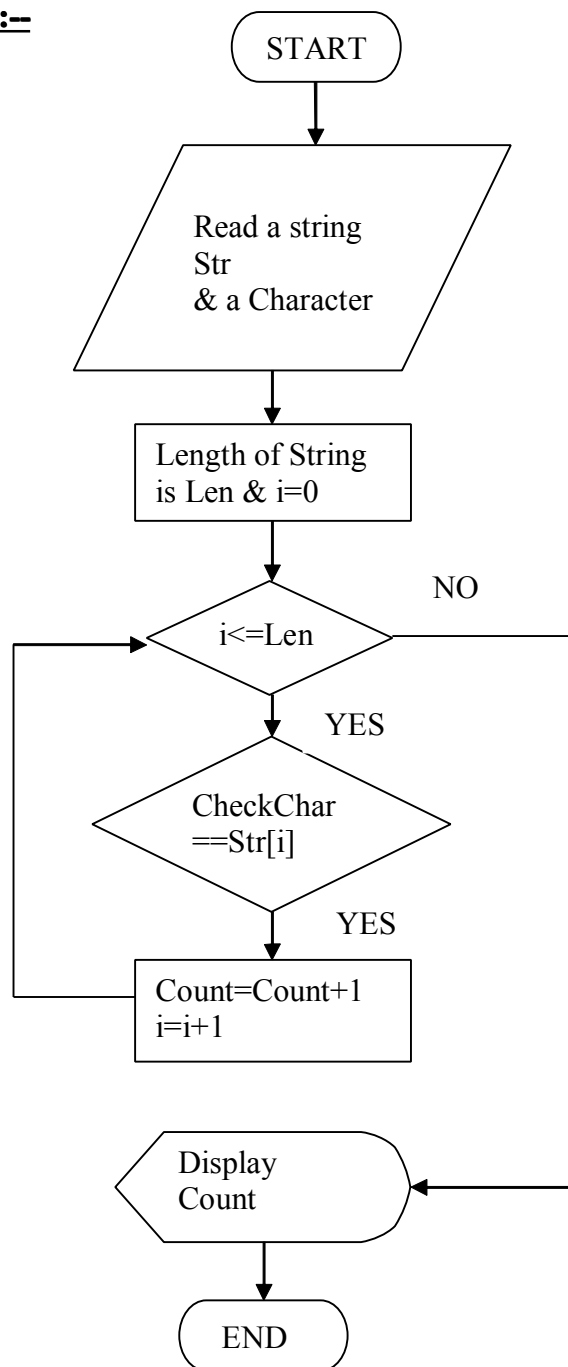 :--
START
Read a string
Str
& a Character
Length of String
is Len & i=0
NO
i<=Len
YES
CheckChar
==Str[i]
YES
Count=Count+1
i=i+1
Display
Count
END